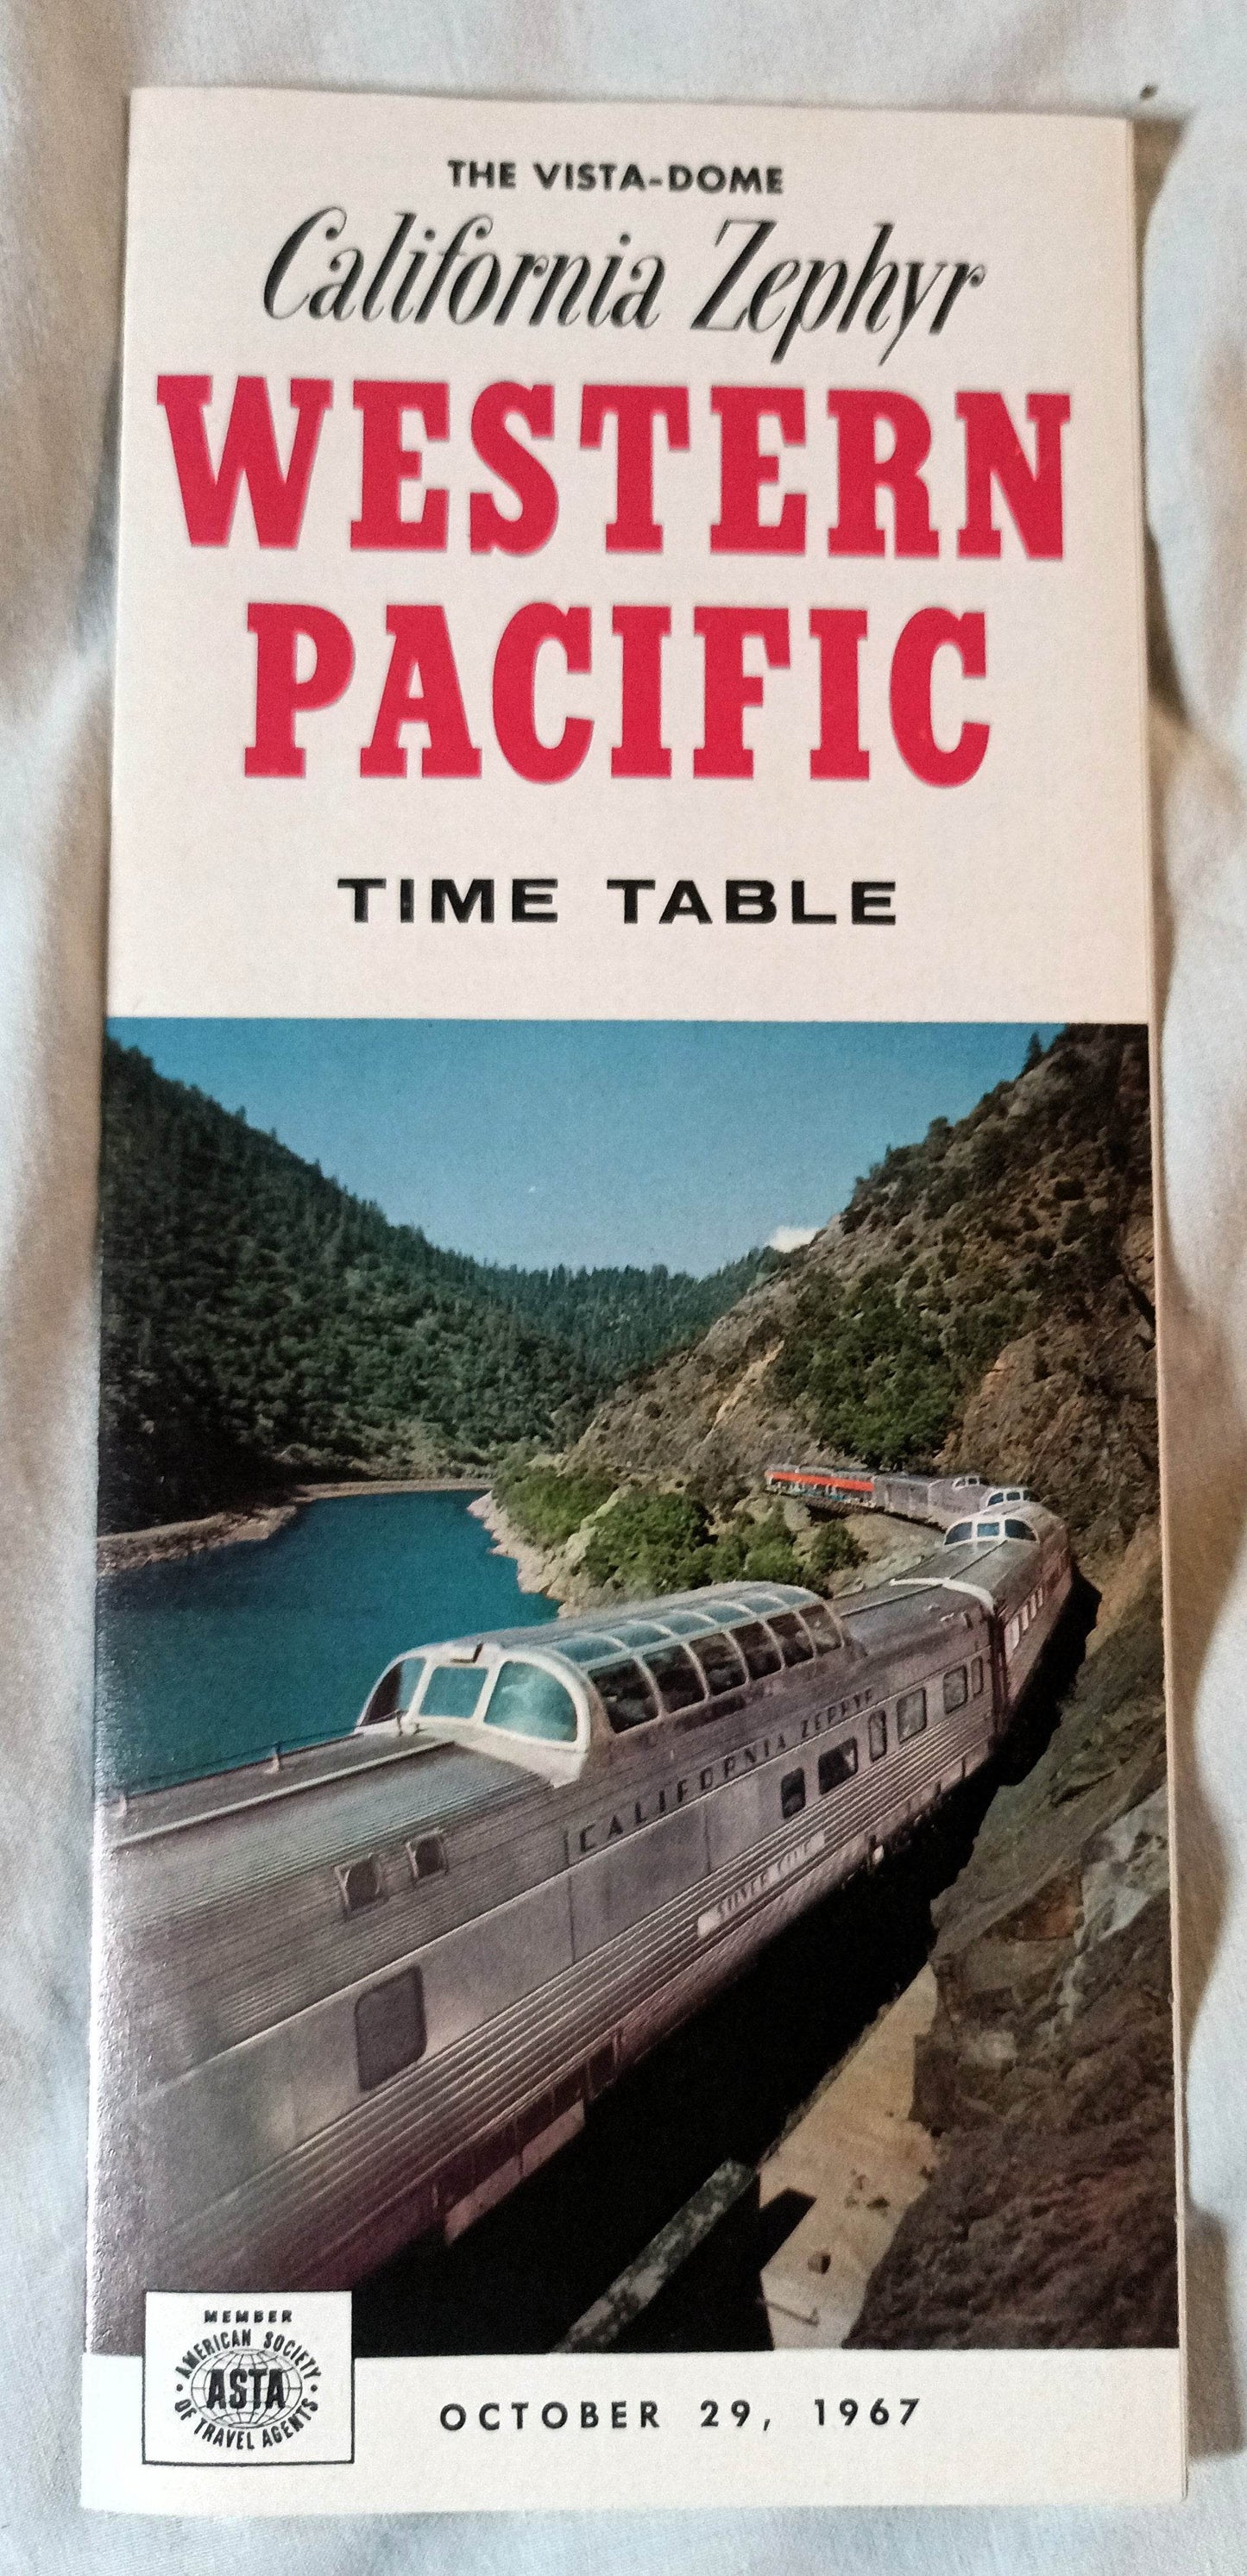 THE VISTA-DOME
California Zephyr
WESTERN
PACIFIC
TIME TABLE
CALIFORNIA ZEPHYR
MEMBER
AMERICAN SOCIETY
ASTA
OF TRAVEL AGENTS
OCTOBER 29, 1967